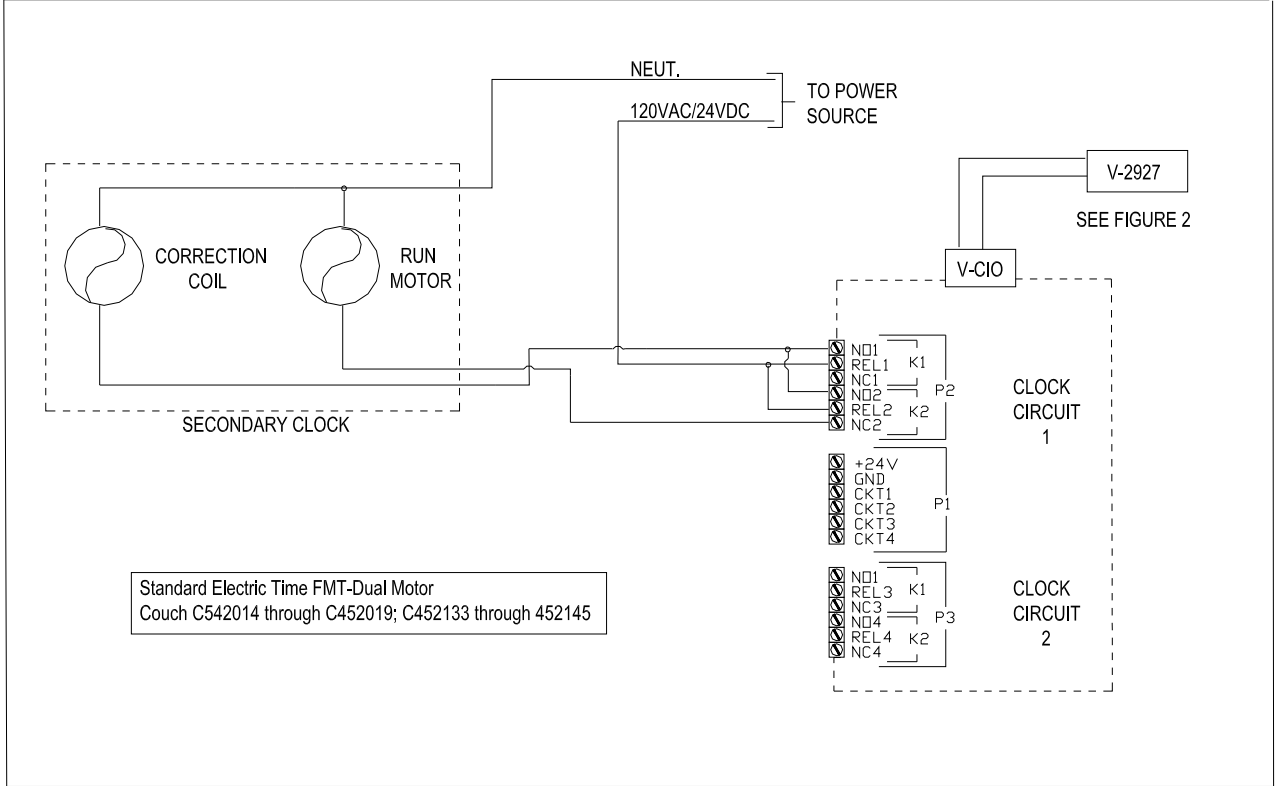 NEUT.
TO POWER
SOURCE
120VAC/24VDC
V-2927
SEE FIGURE 2
CORRECTION
COIL
RUN
MOTOR
V-CIO
SECONDARY CLOCK
NO1
REL1
NC1
NO2
REL2
NC2
K1
K2
P2
CLOCK
CIRCUIT
1
+24V
GND
CKT1
CKT2
CKT3
CKT4
P1
NO1
REL3
NC3
NO4
REL4
NC4
K1
K2
P3
CLOCK
CIRCUIT
2
Standard Electric Time FMT-Dual Motor
Couch C542014 through C452019; C452133 through 452145